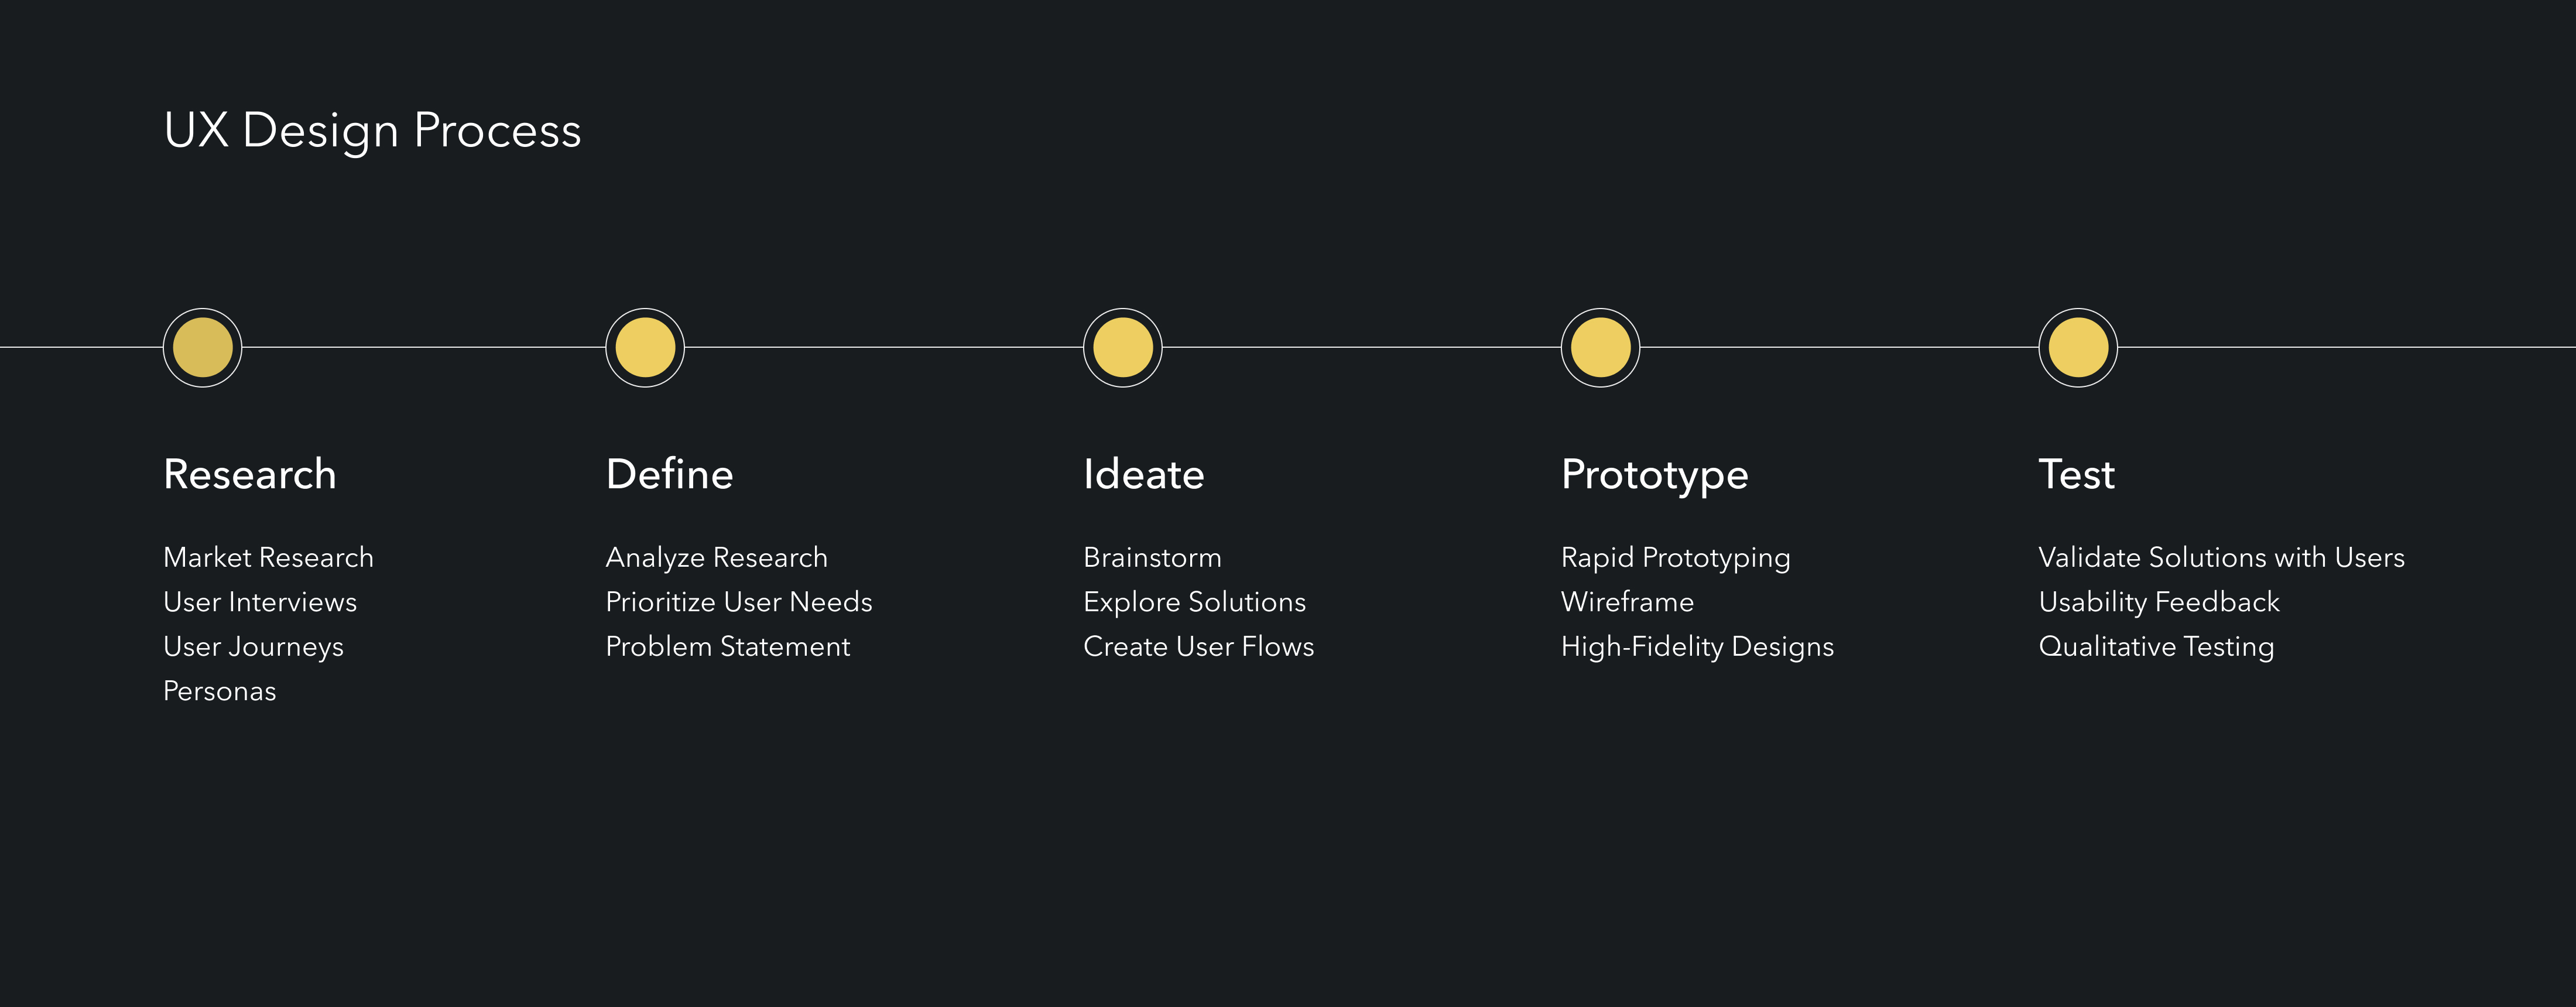 UX Design Process
Research
Market Research
User Interviews
User Journeys
Personas
Define
Analyze Research
Prioritize User Needs
Problem Statement
Ideate
Brainstorm
Explore Solutions
Create User Flows
Prototype
Rapid Prototyping
Wireframe
High-Fidelity Designs
Test
Validate Solutions with Users
Usability Feedback
Qualitative Testing